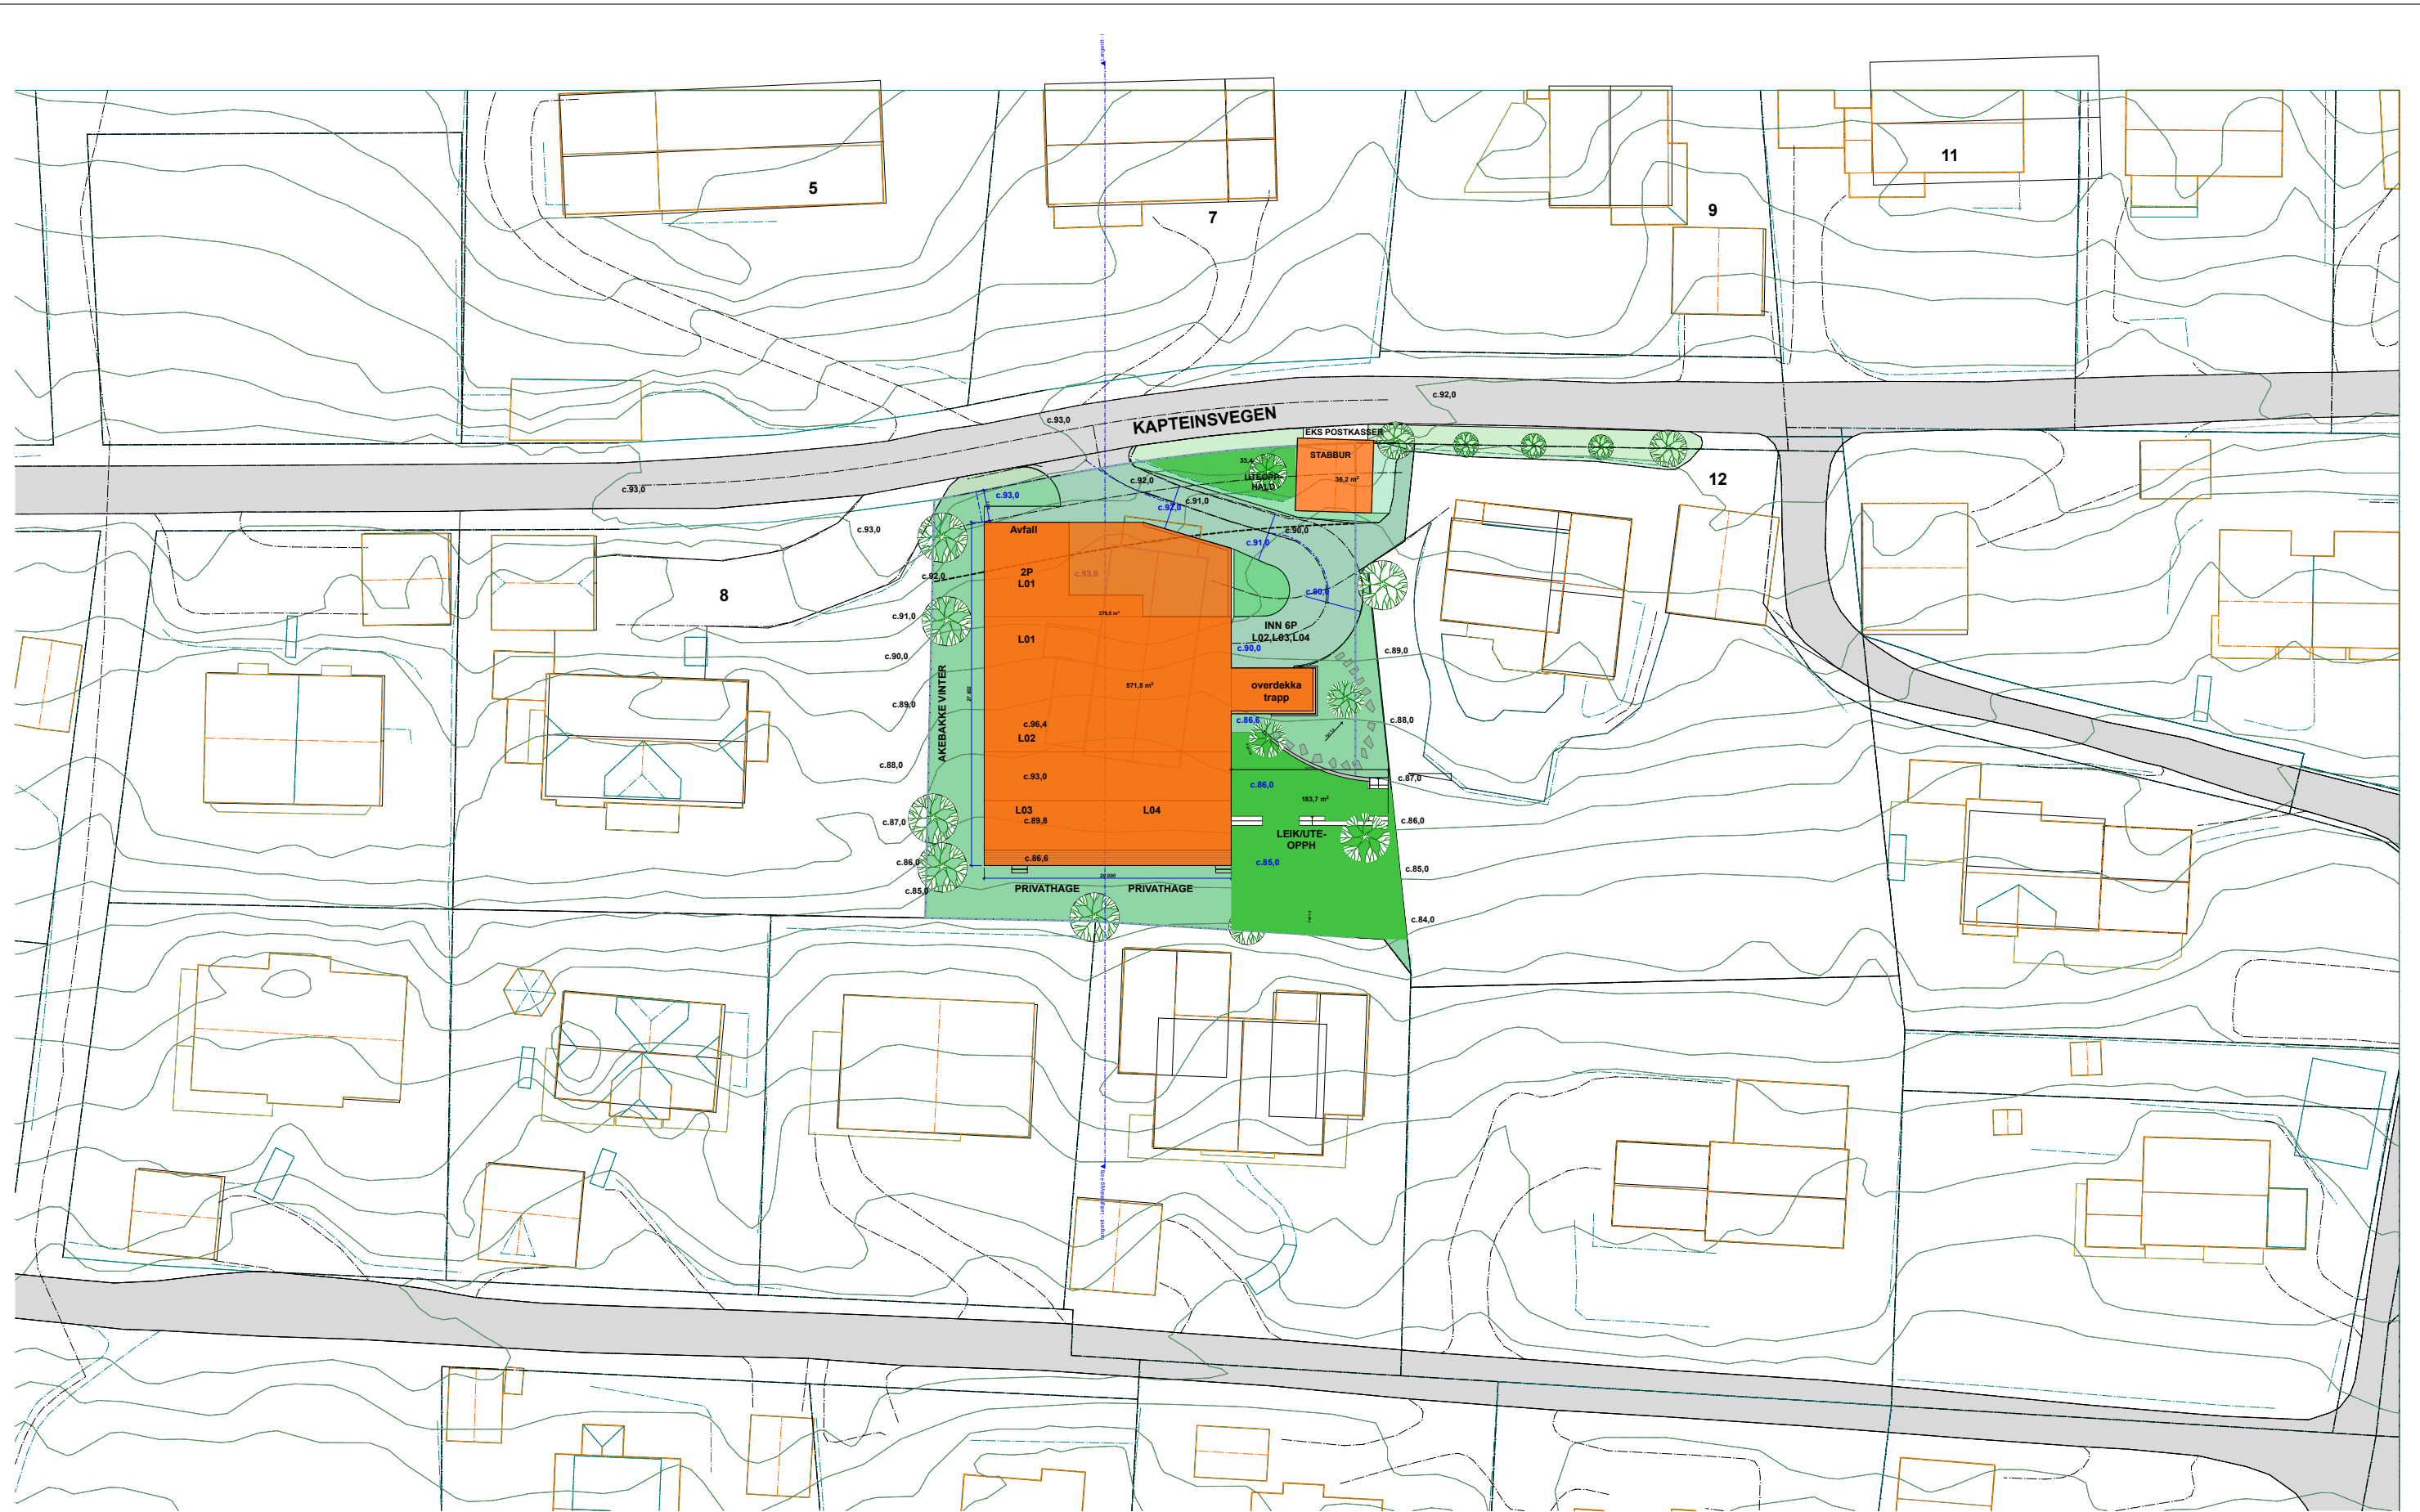 11
5
9
7
c.92,0
KAPTEINSVEGEN
c.93,0
EKS POSTKASSER
STABBUR
33,4
UTEOPP-
HALD
36,2 m²
12
c.92,0
c.93,0
c.93,0
c.91,0
c.92,0
c.93,0
Avfall
c.90,0
c.91,0
2P
L01
c.93,0
c.92,0
c.90,0
8
c.91,0
INN 6P
L02,L03,L04
L01
c.90,0
c.89,0
c.90,0
AKEBAKKE VINTER
571,5 m²
overdekka
trapp
c.89,0
c.96,4
c.86,6
c.88,0
L02
c.88,0
c.93,0
c.87,0
c.86,0
183,7 m²
L03
L04
c.89,8
c.87,0
c.86,0
LEIK/UTE-
OPPH
c.86,6
c.86,0
c.85,0
c.85,0
20 000
PRIVATHAGE
PRIVATHAGE
c.85,0
c.84,0